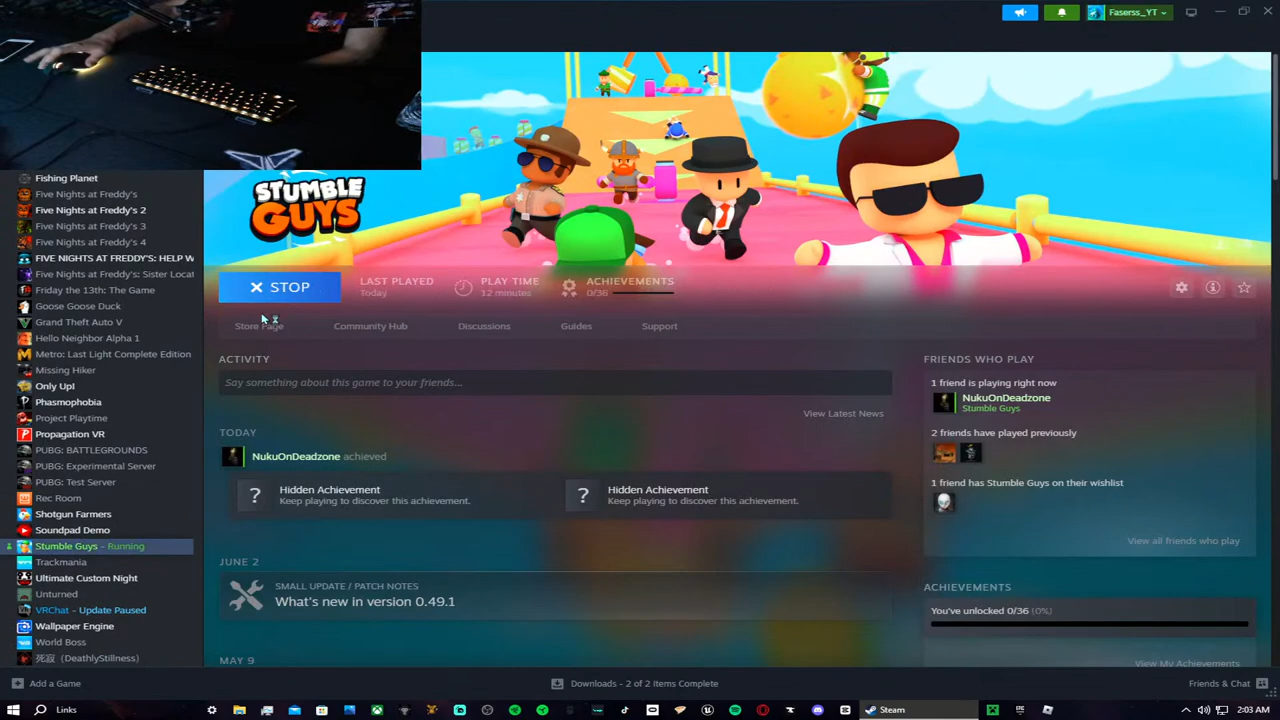 Faserss_YT
Fishing Planet
Five Nights at Freddy's
Five Nights at Freddy's 2
Five Nights at Freddy's 3
Five Nights at Freddy's 4
FIVE NIGHTS AT FREDDY'S: HELP W
Five Nights at Freddy's: Sister Locat
Friday the 13th: The Game
Goose Goose Duck
Grand Theft Auto V
Hello Neighbor Alpha 1
Metro: Last Light Complete Edition
Missing Hiker
Only Up!
Phasmophobia
Project Playtime
Propagation VR
PUBG: BATTLEGROUNDS
PUBG: Experimental Server
PUBG: Test Server
Rec Room
Shotgun Farmers
Soundpad Demo
Stumble Guys - Running
Trackmania
Ultimate Custom Night
Unturned
VRChat - Update Paused
Wallpaper Engine
World Boss
死寂（DeathlyStillness）
STUMBLE
GUYS
STOP
LAST PLAYED
Today
PLAY TIME
12 minutes
ACHIEVEMENTS
0/36
Store Page
Community Hub
Discussions
Guides
Support
ACTIVITY
Say something about this game to your friends...
View Latest News
TODAY
NukuOnDeadzone achieved
Hidden Achievement
Keep playing to discover this achievement.
Hidden Achievement
Keep playing to discover this achievement.
JUNE 2
SMALL UPDATE / PATCH NOTES
What's new in version 0.49.1
MAY 9
FRIENDS WHO PLAY
1 friend is playing right now
NukuOnDeadzone
Stumble Guys
2 friends have played previously
1 friend has Stumble Guys on their wishlist
View all friends who play
ACHIEVEMENTS
You've unlocked 0/36 (0%)
View My Achievements
Add a Game
Downloads - 2 of 2 Items Complete
Friends & Chat
Links
Steam
2:03 AM